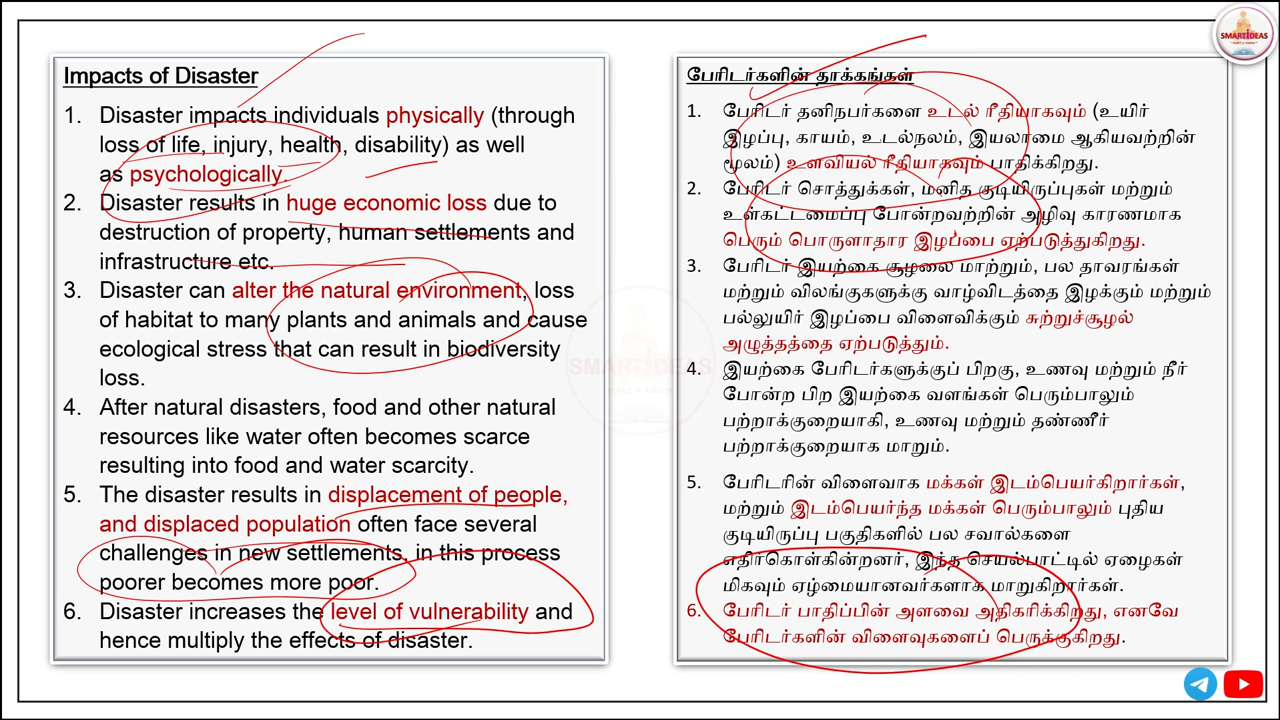 SMARTiDEAS
Impacts of Disaster
1. Disaster impacts individuals physically (through
loss of life, injury, health, disability) as well
as psychologically.
2. Disaster results in huge economic loss due to
destruction of property, human settlements and
infrastructure etc.
3. Disaster can alter the natural environment, loss
of habitat to many plants and animals and cause
ecological stress that can result in biodiversity
loss.
4. After natural disasters, food and other natural
resources like water often becomes scarce
resulting into food and water scarcity.
5. The disaster results in displacement of people,
and displaced population often face several
challenges in new settlements, in this process
poorer becomes more poor.
6. Disaster increases the level of vulnerability and
hence multiply the effects of disaster.
பேரிடர்களின் தாக்கங்கள்
1. பேரிடர் தனிநபர்களை உடல் ரீதியாகவும் (உயிர்
இழப்பு, காயம், உடல்நலம், இயலாமை ஆகியவற்றின்
மூலம்) உளவியல் ரீதியாகவும் பாதிக்கிறது.
2. பேரிடர் சொத்துக்கள், மனித குடியிருப்புகள் மற்றும்
உள்கட்டமைப்பு போன்றவற்றின் அழிவு காரணமாக
பெரும் பொருளாதார இழப்பை ஏற்படுத்துகிறது.
3. பேரிடர் இயற்கை சூழலை மாற்றும், பல தாவரங்கள்
மற்றும் விலங்குகளுக்கு வாழ்விடத்தை இழக்கும் மற்றும்
பல்லுயிர் இழப்பை விளைவிக்கும் சுற்றுச்சூழல்
அழுத்தத்தை ஏற்படுத்தும்.
4. இயற்கை பேரிடர்களுக்குப் பிறகு, உணவு மற்றும் நீர்
போன்ற பிற இயற்கை வளங்கள் பெரும்பாலும்
பற்றாக்குறையாகி, உணவு மற்றும் தண்ணீர்
பற்றாக்குறையாக மாறும்.
5. பேரிடரின் விளைவாக மக்கள் இடம்பெயர்கிறார்கள்,
மற்றும் இடம்பெயர்ந்த மக்கள் பெரும்பாலும் புதிய
குடியிருப்பு பகுதிகளில் பல சவால்களை
எதிர்கொள்கின்றனர், இந்த செயல்பாட்டில் ஏழைகள்
மிகவும் ஏழ்மையானவர்களாக மாறுகிறார்கள்.
6. பேரிடர் பாதிப்பின் அளவை அதிகரிக்கிறது, எனவே
பேரிடர்களின் விளைவுகளைப் பெருக்குகிறது.
SMARTiDEAS